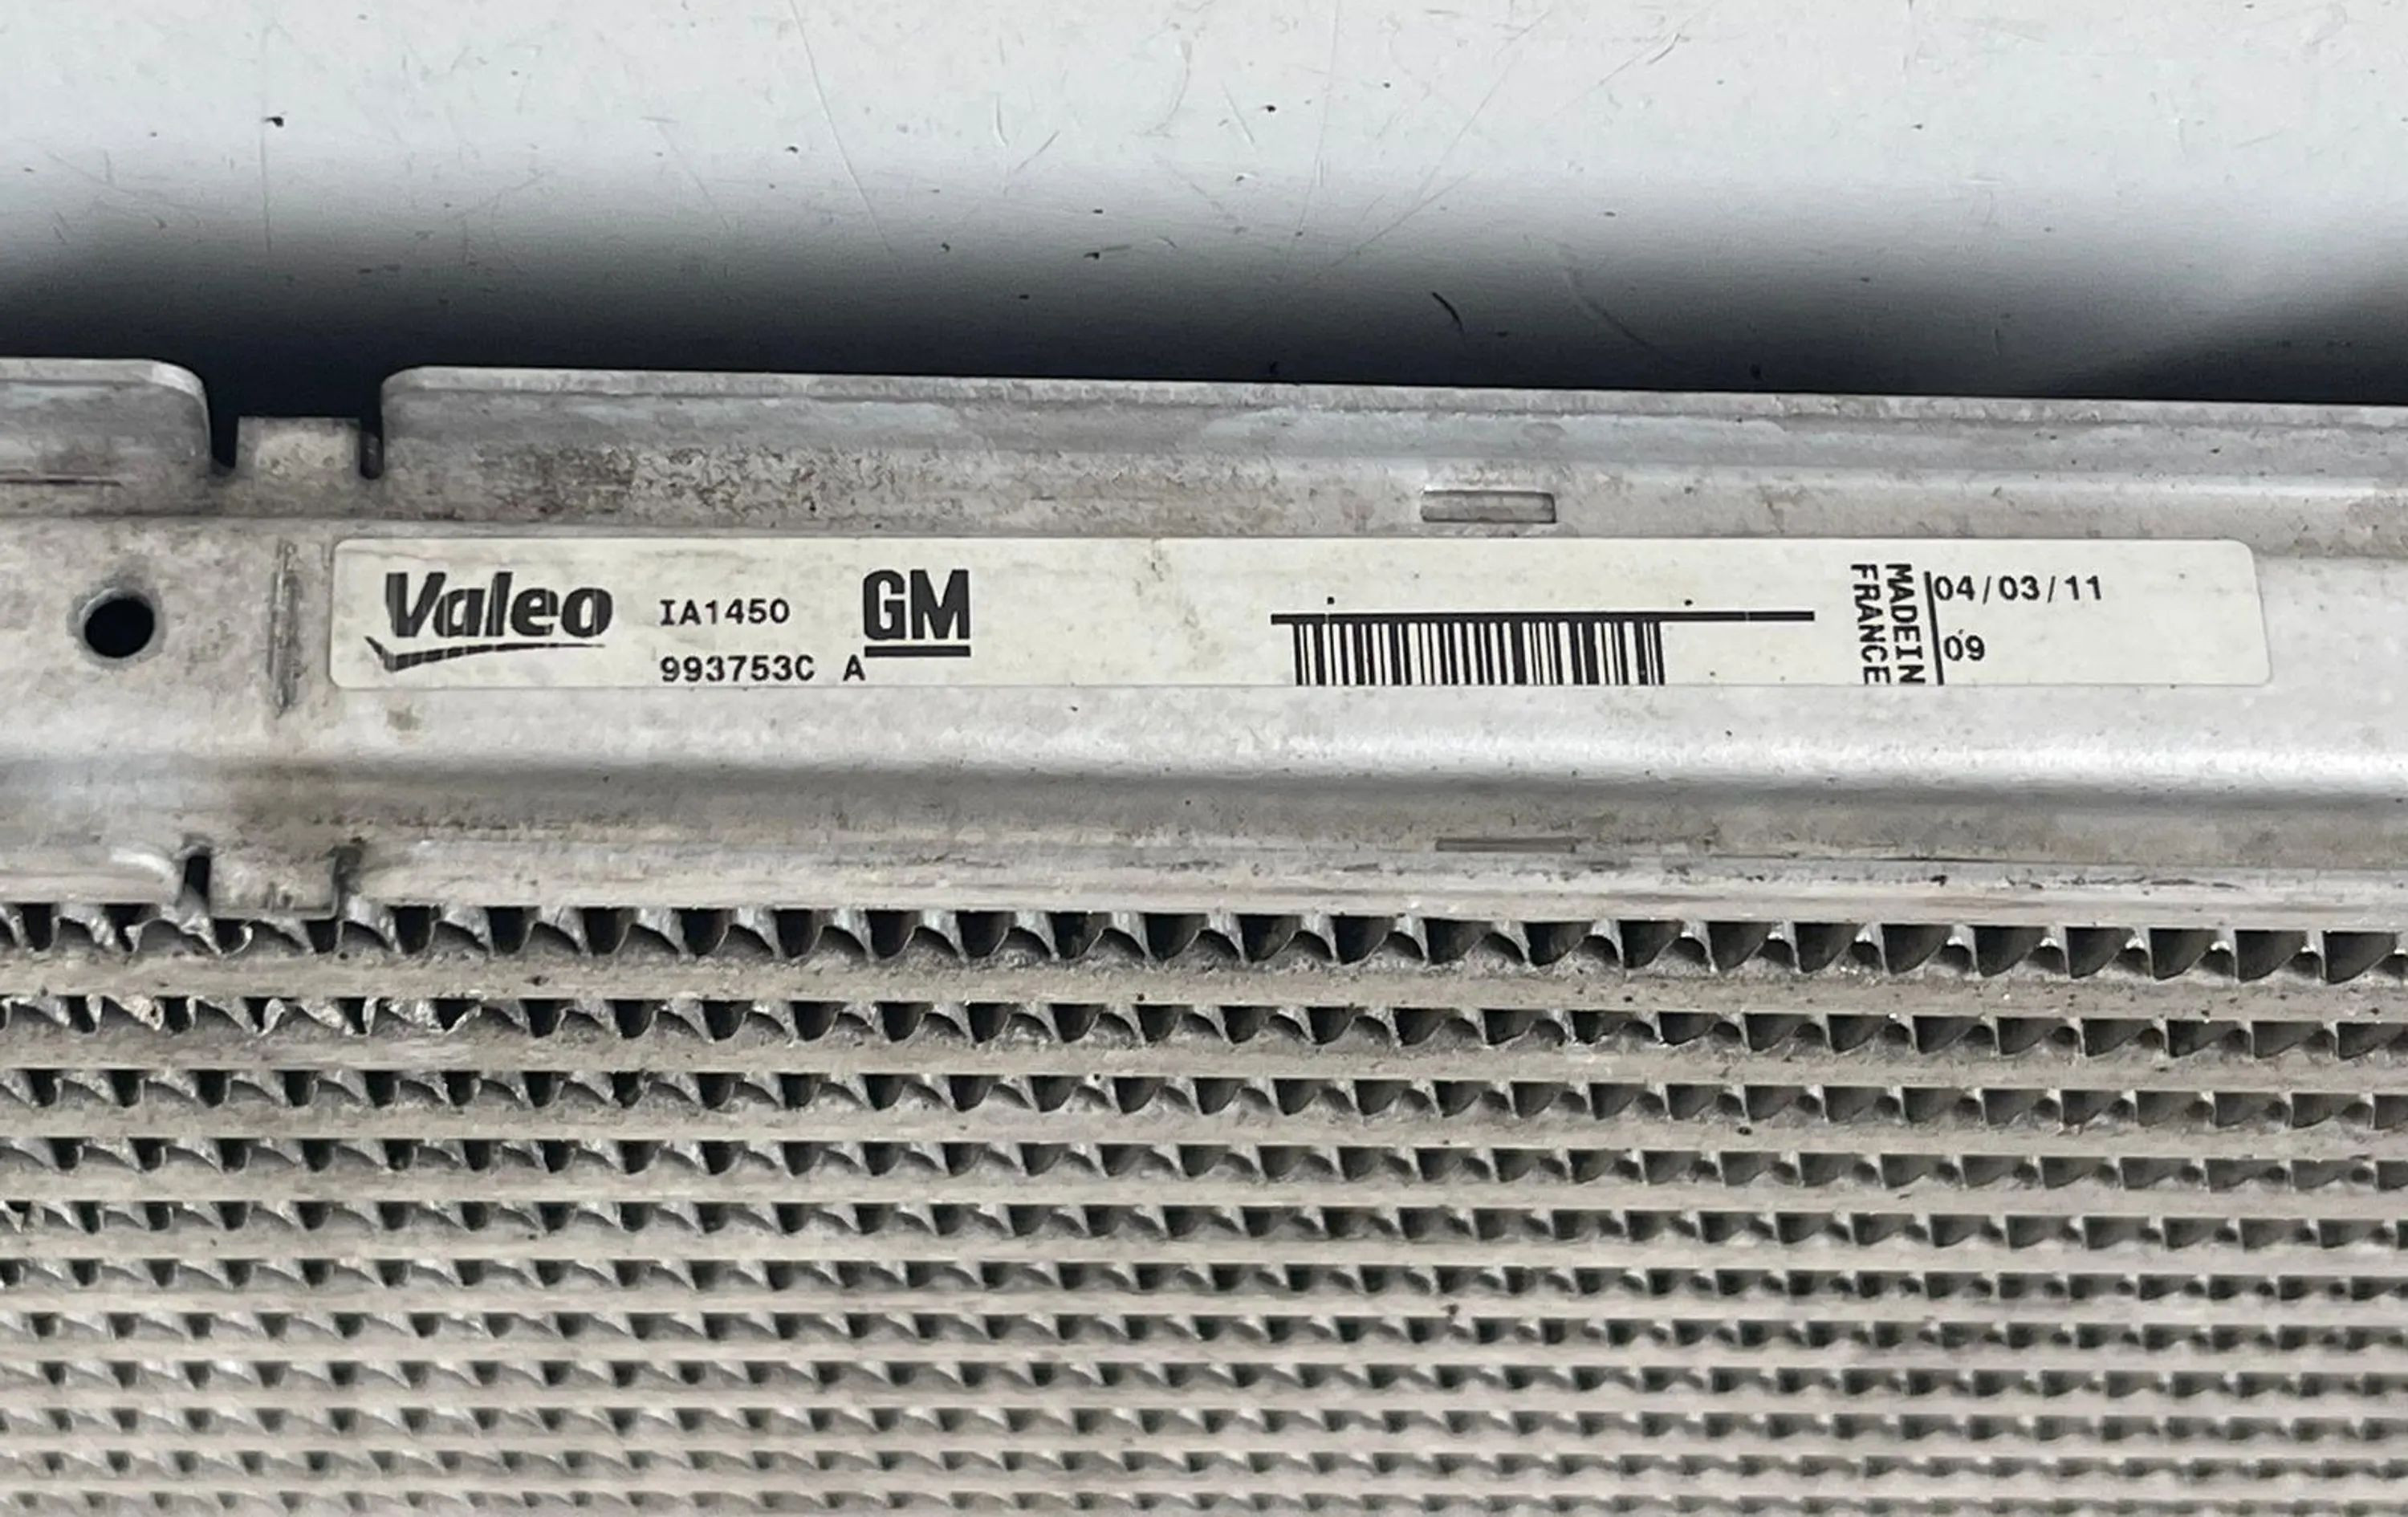 Valeo
IA1450
993753C A
GM
MADEIN
FRANCE
04/03/11
09